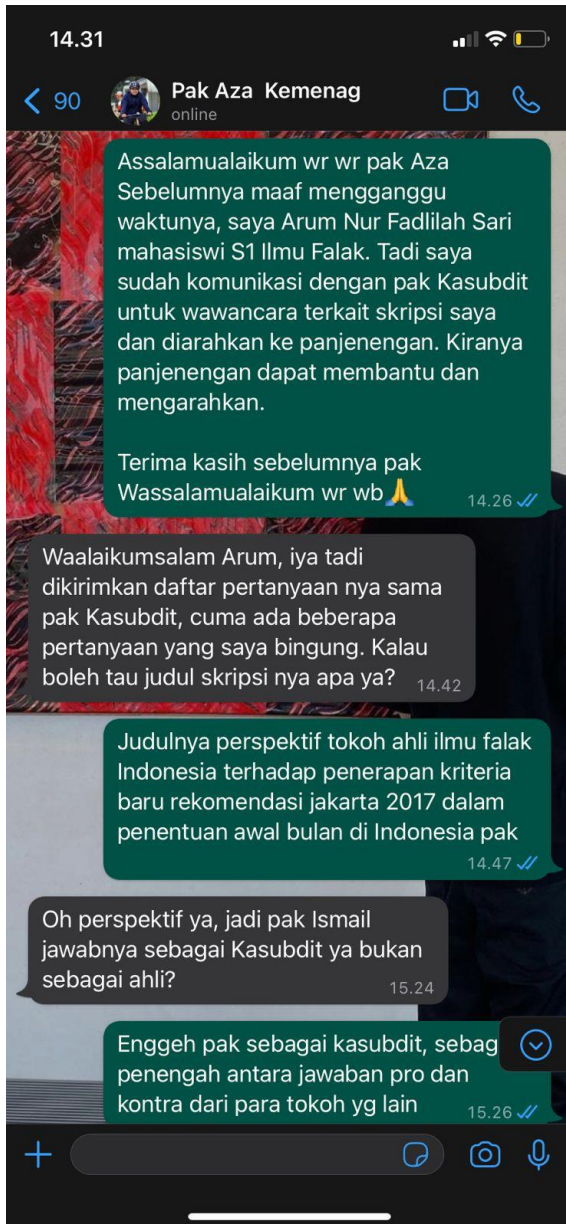 14.31
90
Pak Aza Kemenag
online
Assalamualaikum wr wr pak Aza
Sebelumnya maaf mengganggu
waktunya, saya Arum Nur Fadlilah Sari
mahasiswi S1 Ilmu Falak. Tadi saya
sudah komunikasi dengan pak Kasubdit
untuk wawancara terkait skripsi saya
dan diarahkan ke panjenengan. Kiranya
panjenengan dapat membantu dan
mengarahkan.
Terima kasih sebelumnya pak
Wassalamualaikum wr wb🙏
14.26
Waalaikumsalam Arum, iya tadi
dikirimkan daftar pertanyaan nya sama
pak Kasubdit, cuma ada beberapa
pertanyaan yang saya bingung. Kalau
boleh tau judul skripsi nya apa ya?
14.42
Judulnya perspektif tokoh ahli ilmu falak
Indonesia terhadap penerapan kriteria
baru rekomendasi jakarta 2017 dalam
penentuan awal bulan di Indonesia pak
14.47
Oh perspektif ya, jadi pak Ismail
jawabnya sebagai Kasubdit ya bukan
sebagai ahli?
15.24
Enggeh pak sebagai kasubdit, sebag
penengah antara jawaban pro dan
kontra dari para tokoh yg lain
15.26